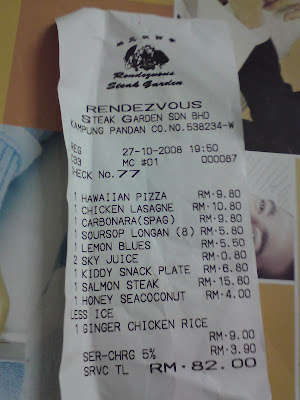 Rendezvous
Steak Garden
RENDEZVOUS
STEAK GARDEN SDN BHD
KAMPUNG PANDAN CO.NO.538234-W
REG 27-10-2008 19:50
C33 MC #01 000087
CHECK No.77
1 HAWAIIAN PIZZA RM·9.80
1 CHICKEN LASAGNE RM·10.80
1 CARBONARA(SPAG) RM·9.80
1 SOURSOP LONGAN (8) RM·5.80
1 LEMON BLUES RM·5.50
2 SKY JUICE RM·0.80
1 KIDDY SNACK PLATE RM·6.80
1 SALMON STEAK RM·15.80
1 HONEY SEACOCONUT RM·4.00
LESS ICE
1 GINGER CHICKEN RICE
RM·9.00
SER-CHRG 5% RM·3.90
SRVC TL RM·82.00